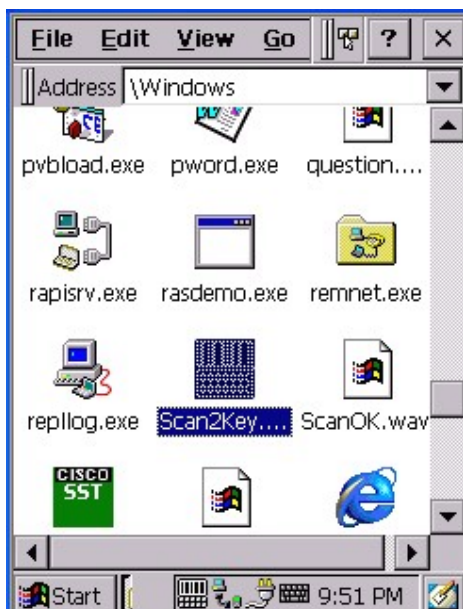 File Edit View Go ? ×
Address \Windows
pvbload.exe pword.exe question....
rapisrv.exe rasdemo.exe remnet.exe
repllog.exe Scan2Key.... ScanOK.wav
CISCO
SST
Start 9:51 PM